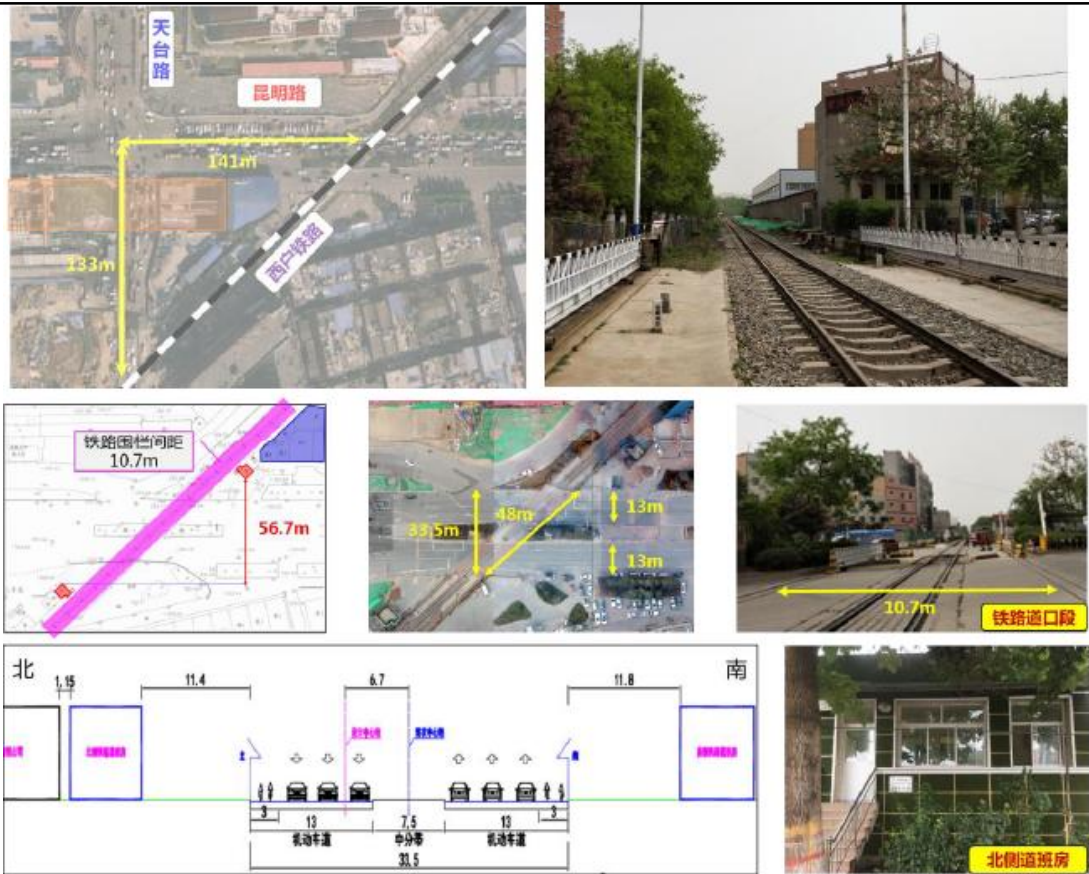 天
台
路
昆明路
141m
133m
西户铁路
铁路围栏间距
10.7m
56.7m
33.5m
48m
13m
13m
10.7m
铁路道口段
北
南
1.15
11.4
6.7
11.8
3
13
7.5
13
3
机动车道
中分带
机动车道
33.5
北侧道班房